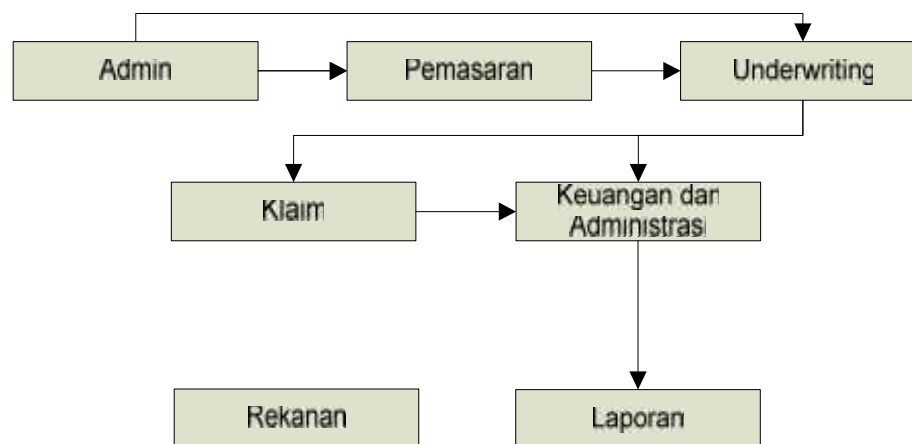 Admin
Pemasaran
Underwriting
Klaim
Keuangan dan
Administrasi
Rekanan
Laporan